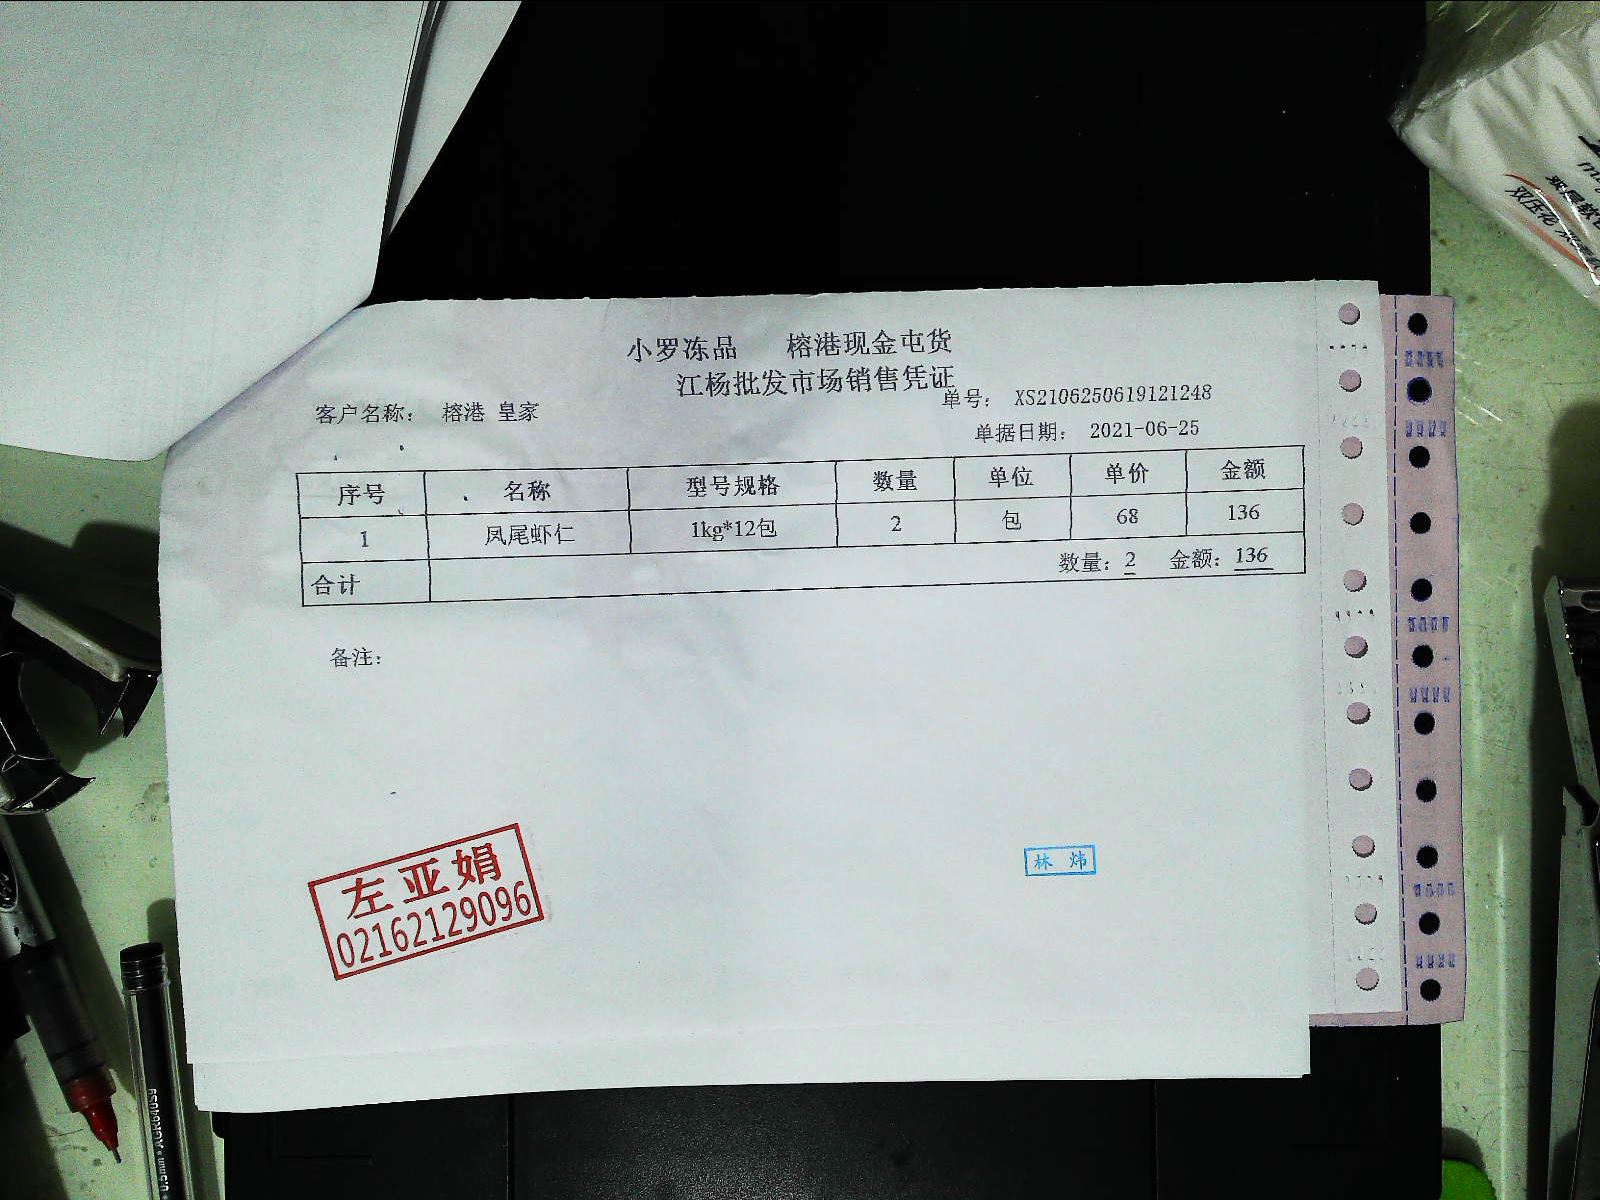 小罗冻品 榕港现金屯货
江杨批发市场销售凭证
客户名称： 榕港 皇家
单号： XS2106250619121248
单据日期： 2021-06-25
序号 名称 型号规格 数量 单位 单价 金额
1 凤尾虾仁 1kg*12包 2 包 68 136
合计 数量：2 金额：136
备注：
左亚娟
02162129096
林 炜
双压花